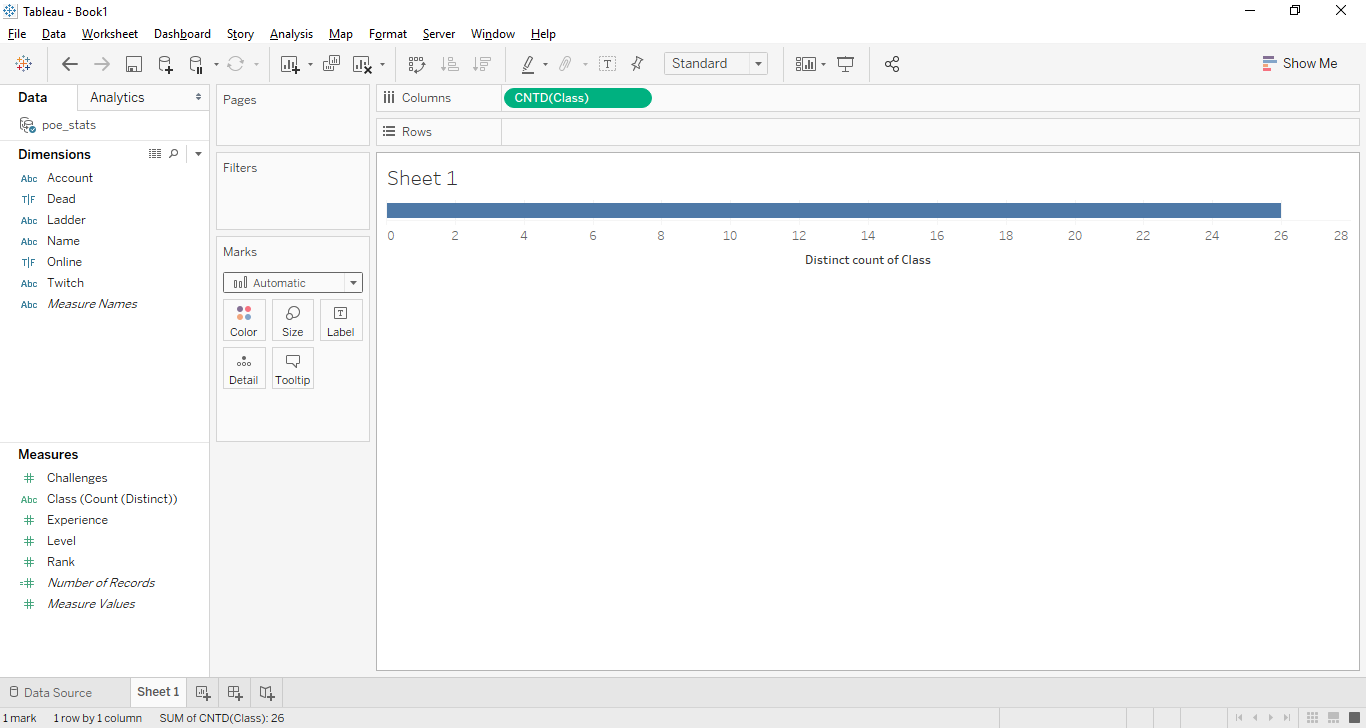 Tableau - Book1
File Data Worksheet Dashboard Story Analysis Map Format Server Window Help
Standard
Show Me
Data Analytics
poe_stats
Dimensions
Abc Account
T|F Dead
Abc Ladder
Abc Name
T|F Online
Abc Twitch
Abc Measure Names
Measures
# Challenges
Abc Class (Count (Distinct))
# Experience
# Level
# Rank
=# Number of Records
# Measure Values
Pages
Filters
Marks
Automatic
Color Size Label
Detail Tooltip
Columns CNTD(Class)
Rows
Sheet 1
0 2 4 6 8 10 12 14 16 18 20 22 24 26 28
Distinct count of Class
Data Source Sheet 1
1 mark 1 row by 1 column SUM of CNTD(Class): 26